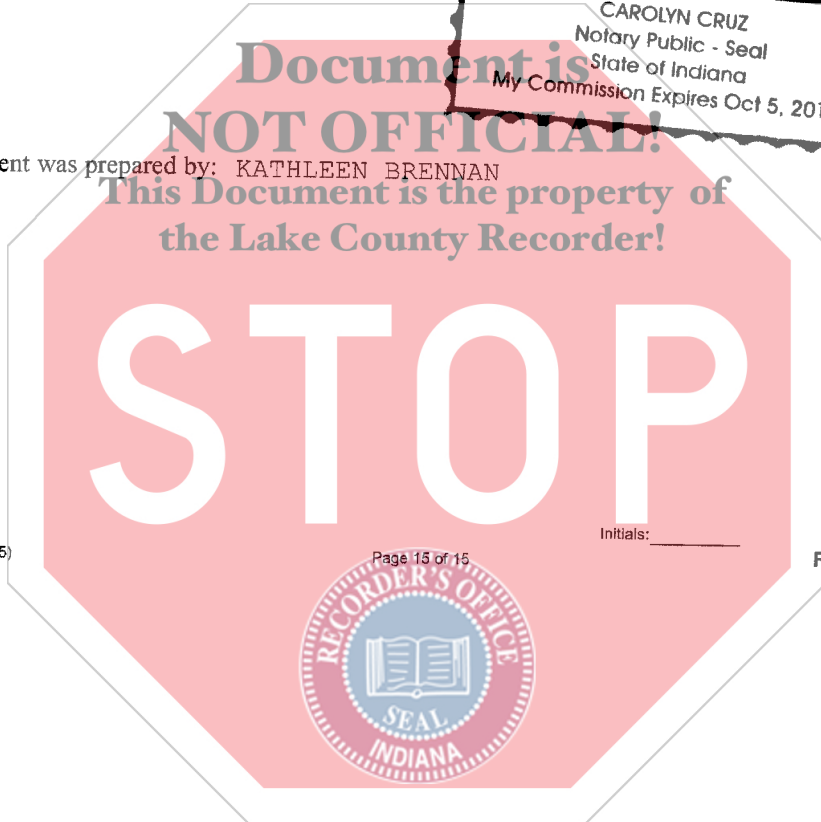 CAROLYN CRUZ
Notary Public - Seal
State of Indiana
My Commission Expires Oct 5, 201
Document is
NOT OFFICIAL!
ent was prepared by: KATHLEEN BRENNAN
This Document is the property of
the Lake County Recorder!
STOP
Initials:
5)
Page 15 of 15
RECORDER'S OFFICE
SEAL
INDIANA